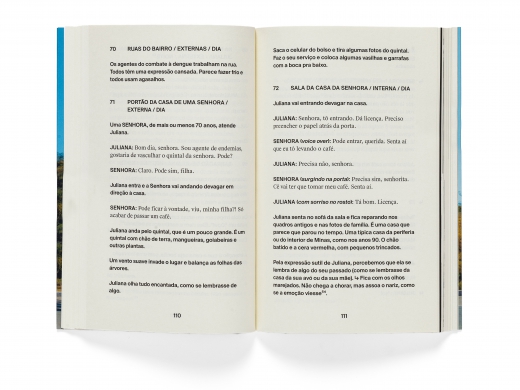 70 RUAS DO BAIRRO / EXTERNAS / DIA
Os agentes do combate à dengue trabalham na rua.
Todos têm uma expressão cansada. Parece fazer frio e
todos usam agasalhos.
71 PORTÃO DA CASA DE UMA SENHORA /
EXTERNA / DIA
Uma SENHORA, de mais ou menos 70 anos, atende
Juliana.
JULIANA: Bom dia, senhora. Sou agente de endemias,
gostaria de vasculhar o quintal da senhora. Pode?
SENHORA: Claro. Pode sim, filha.
Juliana entra e a Senhora vai andando devagar em
direção à casa.
SENHORA: Pode ficar à vontade, viu, minha filha?! Se
acabar de passar um café.
Juliana anda pelo quintal, que é um pouco grande. É um
quintal com chão de terra, mangueiras, goiabeiras e
outras plantas.
Um vento suave invade o lugar e balança as folhas das
árvores.
Juliana olha tudo encantada, como se lembrasse de
algo.
110
Saca o celular do bolso e tira algumas fotos do quintal.
Faz o seu serviço e coloca algumas vasilhas e garrafas
com a boca pra baixo.
72 SALA DA CASA DA SENHORA / INTERNA / DIA
Juliana vai entrando devagar na casa.
JULIANA: Senhora, tô entrando. Dá licença. Preciso
preencher o papel atrás da porta.
SENHORA (voice over): Pode entrar, querida. Senta aí
que eu tô levando o café.
JULIANA: Precisa não, senhora.
SENHORA (surgindo na porta): Precisa sim, senhorita.
Cê vai ter que tomar meu café. Senta aí.
JULIANA (com sorriso no rosto): Tá bom. Licença.
Juliana senta no sofá da sala e fica reparando nos
quadros antigos e nas fotos de família. É uma casa que
parece que parou no tempo. Uma típica casa da periferia
ou do interior de Minas, como nos anos 90. O chão
batido e a cera vermelha, com pequenos trincados.
Pela expressão sutil de Juliana, percebemos que ela se
lembra de algo do seu passado (como se lembrasse da
casa da sua avó ou da sua mãe). ↳ Fica com os olhos
marejados. Não chega a chorar, mas assoa o nariz, como
se a emoção viesse
111